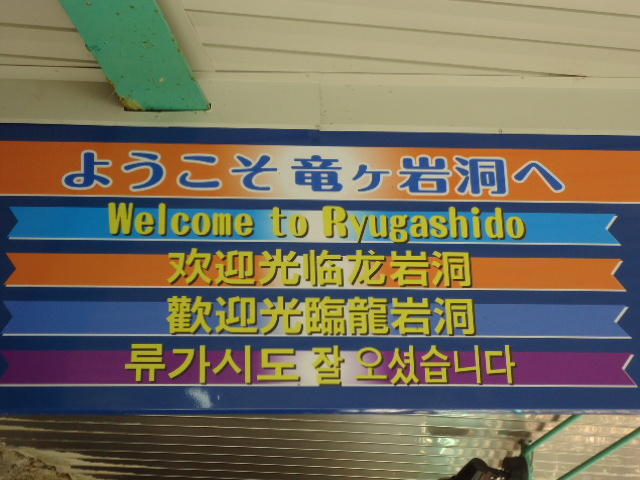 ようこそ 竜ヶ岩洞へ
Welcome to Ryugashido
欢迎光临龙岩洞
歡迎光臨龍岩洞
류가시도 잘 오셨습니다